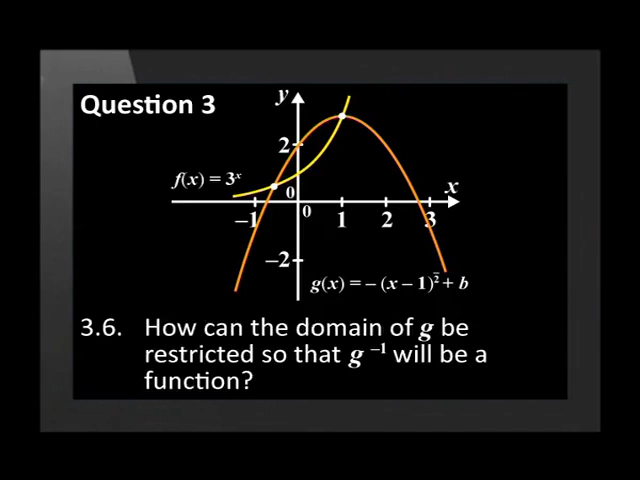 Question 3
y
2
f(x) = 3ˣ
0
x
0
–1
1
2
3
–2
g(x) = – (x – 1)² + b
3.6. How can the domain of g be
restricted so that g ⁻¹ will be a
function?